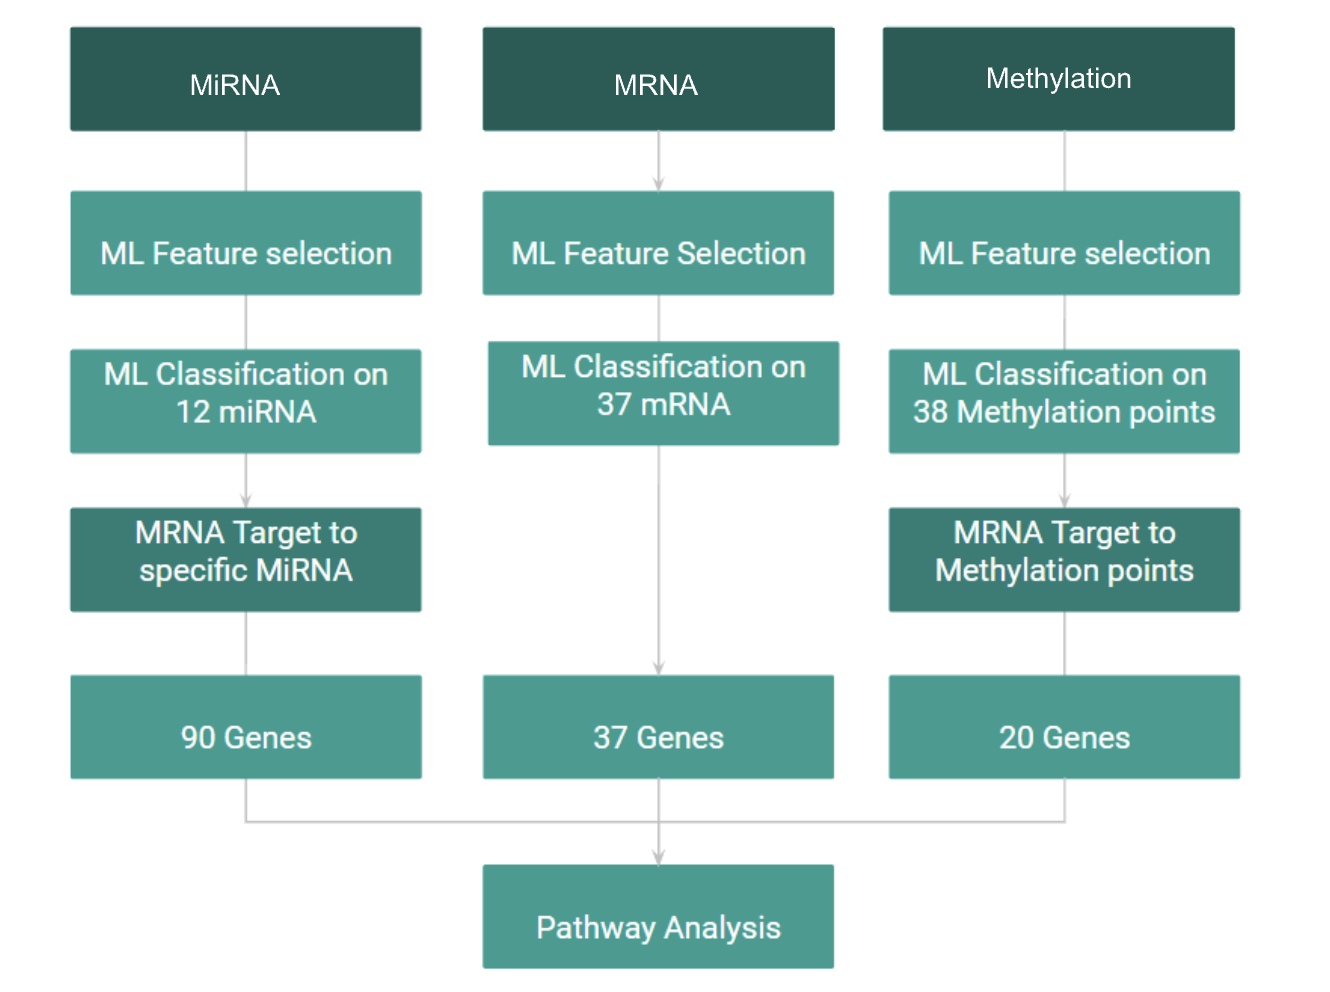 MiRNA
MRNA
Methylation
ML Feature selection
ML Feature Selection
ML Feature selection
ML Classification on
12 miRNA
ML Classification on
37 mRNA
ML Classification on
38 Methylation points
MRNA Target to
specific MiRNA
MRNA Target to
Methylation points
90 Genes
37 Genes
20 Genes
Pathway Analysis